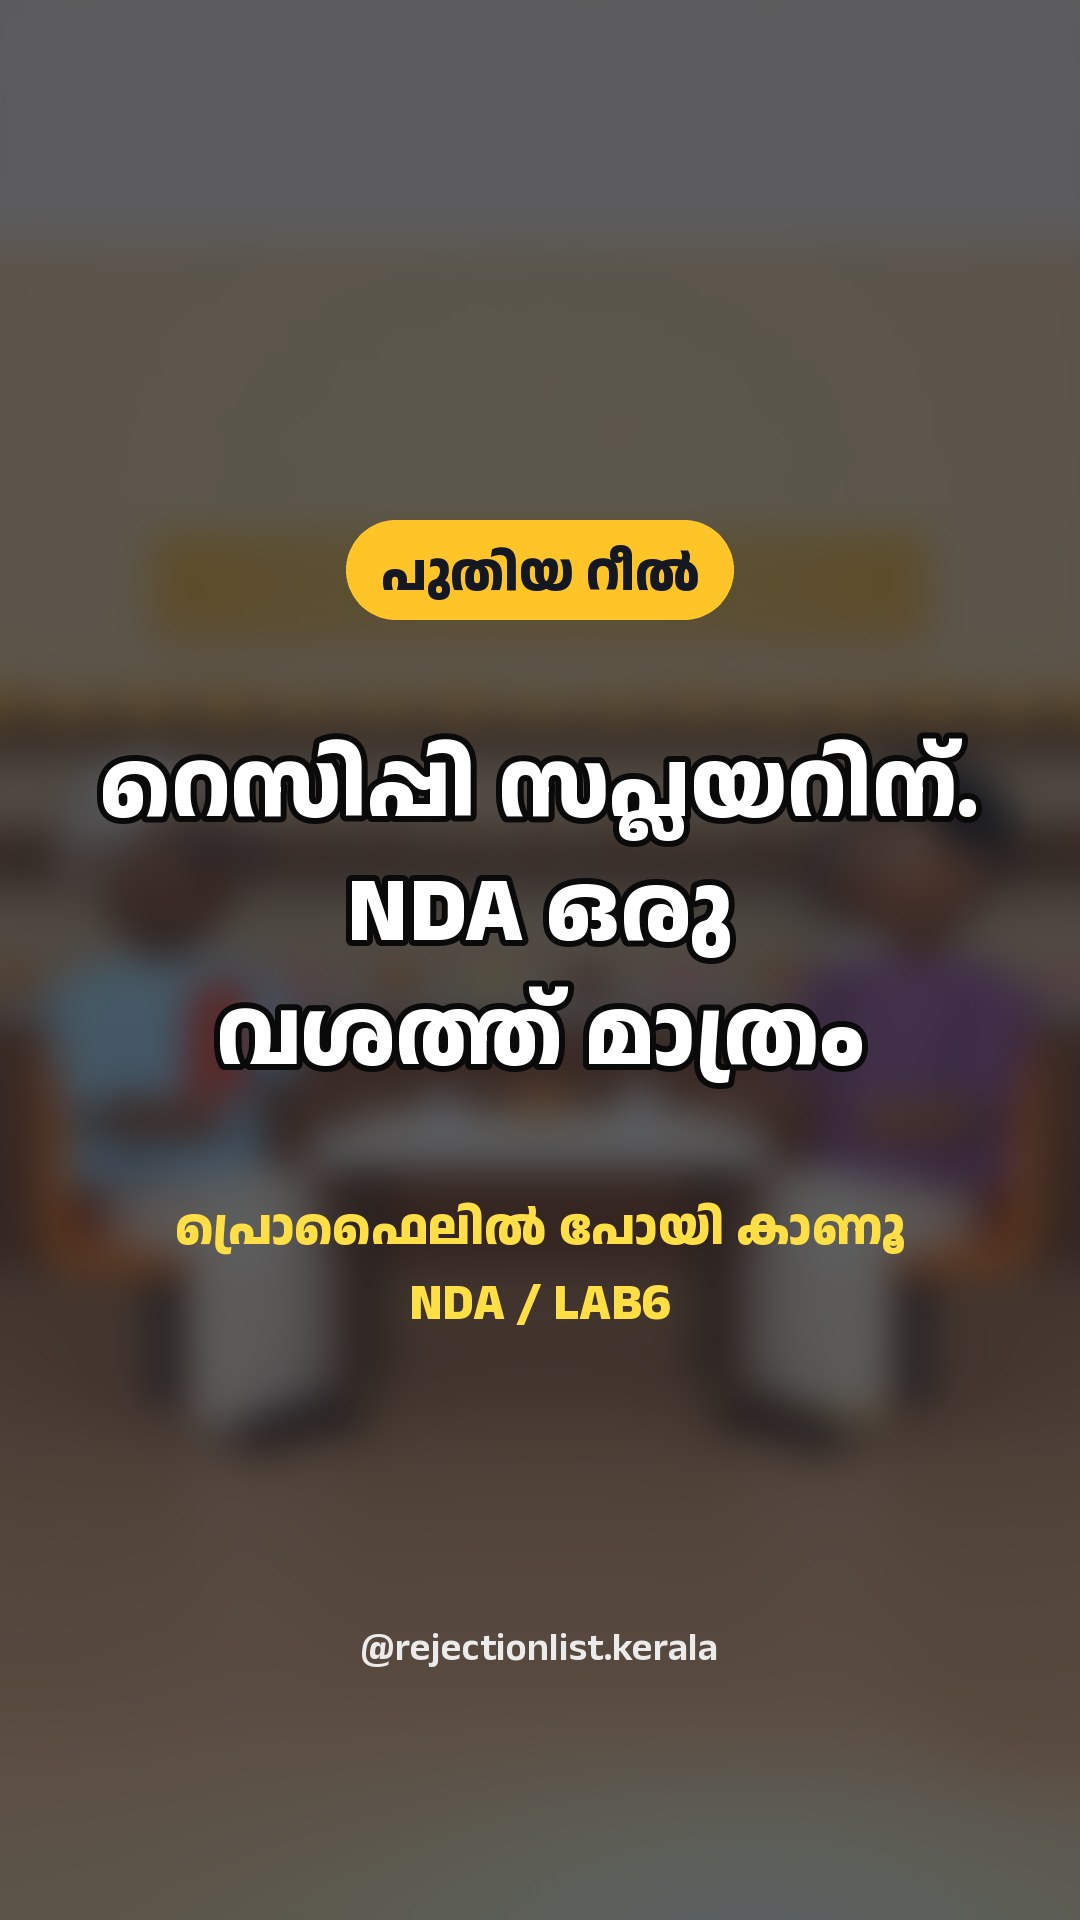 പുതിയ റീൽ
റെസിപ്പി സപ്ലയറിന്.
NDA ഒരു
വശത്ത് മാത്രം
പ്രൊഫൈലിൽ പോയി കാണൂ
NDA / LAB6
@rejectionlist.kerala